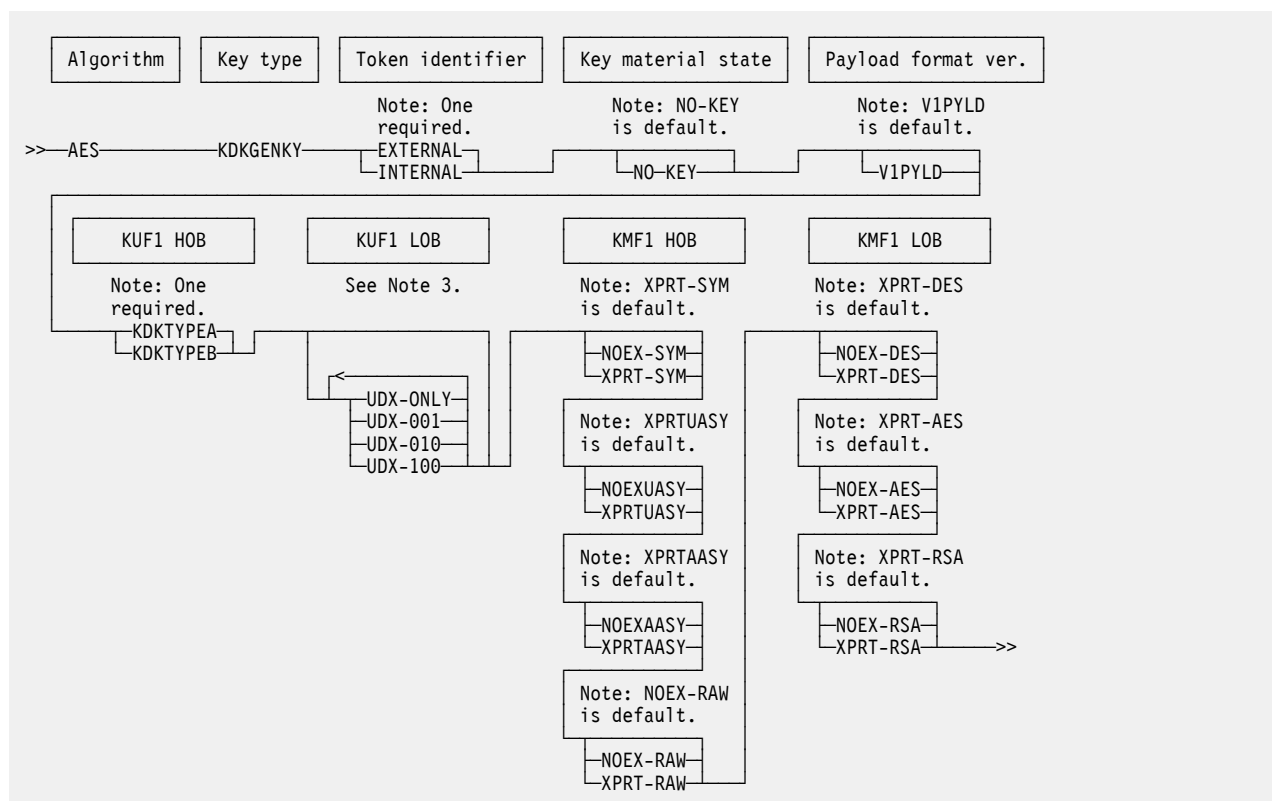 Algorithm Key type Token identifier Key material state Payload format ver.
Note: One Note: NO-KEY Note: V1PYLD
required. is default. is default.
>>—AES—KDKGENKY—EXTERNAL
INTERNAL NO-KEY V1PYLD
KUF1 HOB KUF1 LOB KMF1 HOB KMF1 LOB
Note: One See Note 3. Note: XPRT-SYM Note: XPRT-DES
required. is default. is default.
KDKTYPEA
KDKTYPEB NOEX-SYM NOEX-DES
< XPRT-SYM XPRT-DES
UDX-ONLY
UDX-001 Note: XPRTUASY Note: XPRT-AES
UDX-010 is default. is default.
UDX-100
NOEXUASY NOEX-AES
XPRTUASY XPRT-AES
Note: XPRTAASY Note: XPRT-RSA
is default. is default.
NOEXAASY NOEX-RSA
XPRTAASY XPRT-RSA—>>
Note: NOEX-RAW
is default.
NOEX-RAW
XPRT-RAW